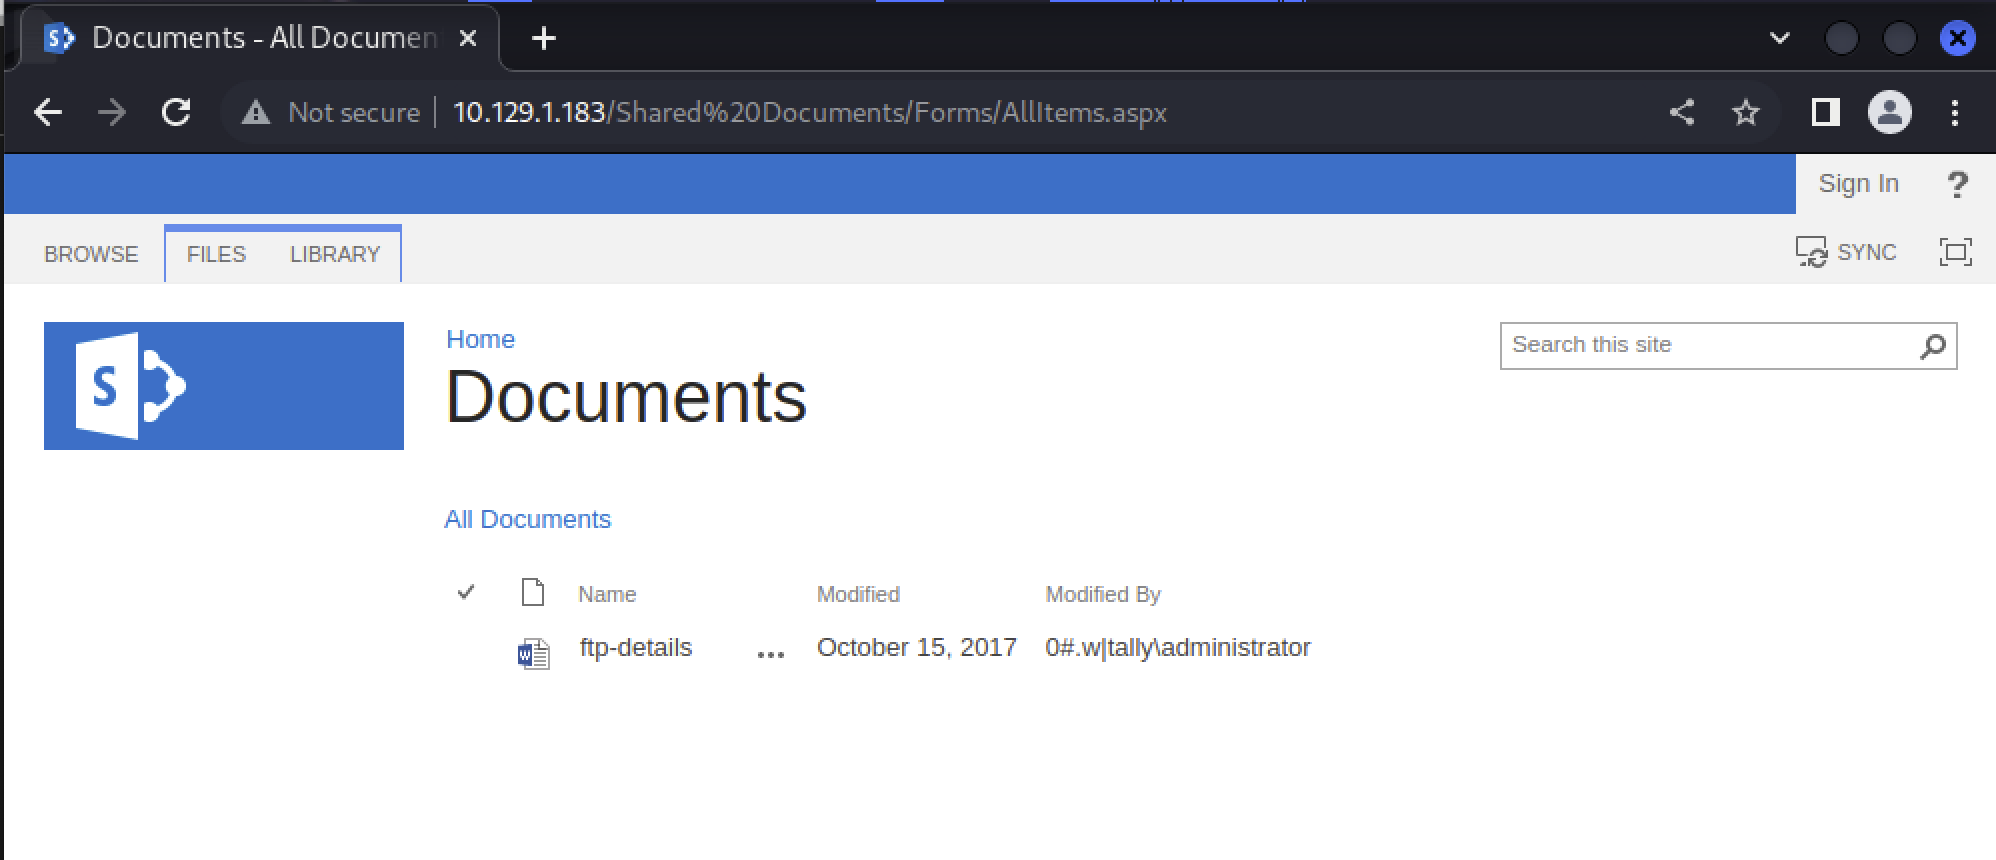 Documents - All Documen
Not secure 10.129.1.183/Shared%20Documents/Forms/AllItems.aspx
Sign In ?
BROWSE FILES LIBRARY SYNC
S
Home
Documents
Search this site
All Documents
Name Modified Modified By
ftp-details ... October 15, 2017 0#.w|tally\administrator